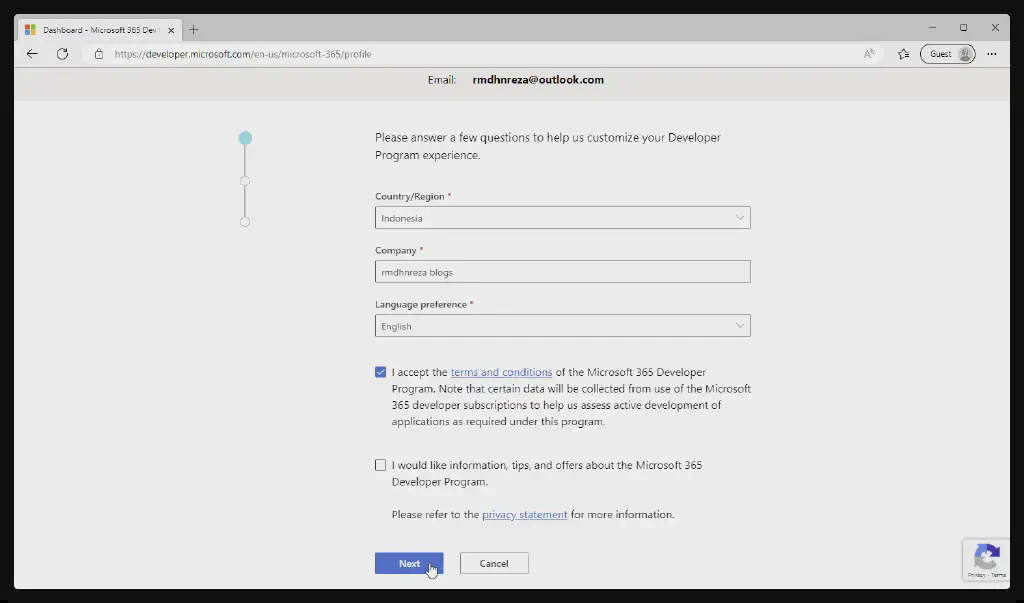 Dashboard - Microsoft 365 Dev
https://developer.microsoft.com/en-us/microsoft-365/profile
Guest
Email: rmdhnreza@outlook.com
Please answer a few questions to help us customize your Developer
Program experience.
Country/Region *
Indonesia
Company *
rmdhnreza blogs
Language preference *
English
I accept the terms and conditions of the Microsoft 365 Developer
Program. Note that certain data will be collected from use of the Microsoft
365 developer subscriptions to help us assess active development of
applications as required under this program.
I would like information, tips, and offers about the Microsoft 365
Developer Program.
Please refer to the privacy statement for more information.
Next Cancel
Privacy - Terms